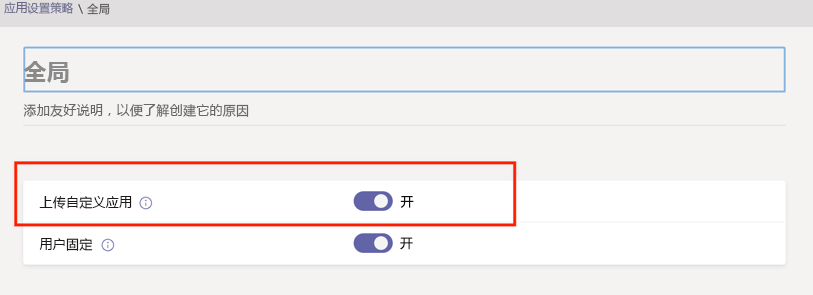 应用设置策略 \ 全局
全局
添加友好说明，以便了解创建它的原因
上传自定义应用 开
用户固定 开